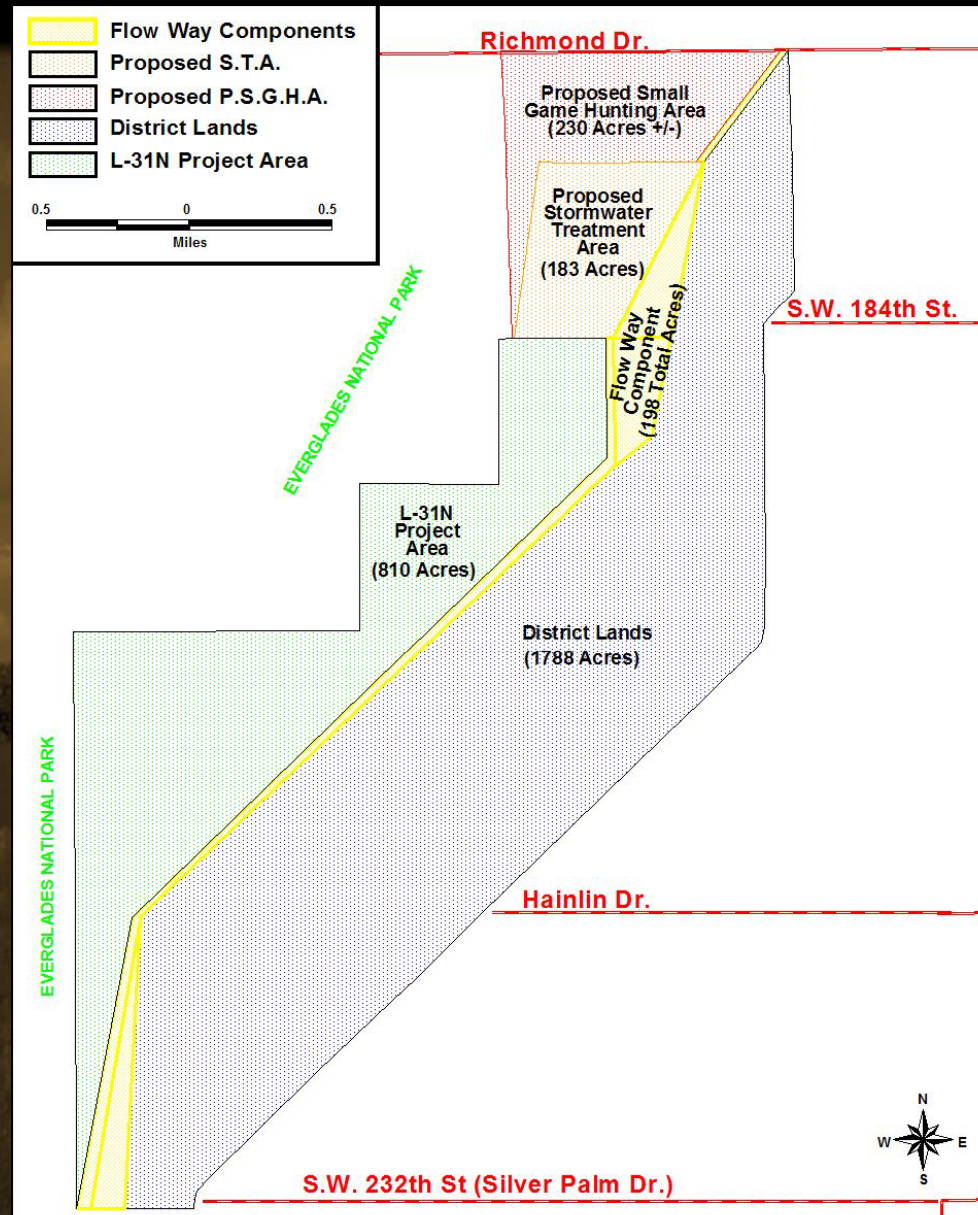 Flow Way Components
Proposed S.T.A.
Proposed P.S.G.H.A.
District Lands
L-31N Project Area
0.5 0 0.5
Miles
Richmond Dr.
Proposed Small
Game Hunting Area
(230 Acres +/-)
Proposed
Stormwater
Treatment
Area
(183 Acres)
EVERGLADES NATIONAL PARK
S.W. 184th St.
Flow Way
Component
(198 Total Acres)
L-31N
Project
Area
(810 Acres)
District Lands
(1788 Acres)
EVERGLADES NATIONAL PARK
Hainlin Dr.
N
W E
S
S.W. 232th St (Silver Palm Dr.)